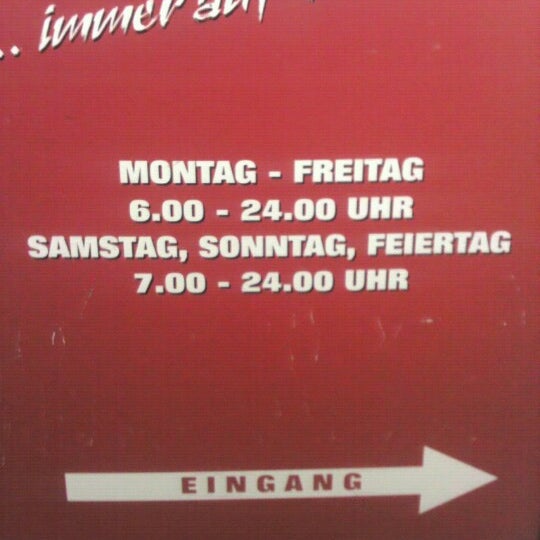 ... immer auf
MONTAG - FREITAG
6.00 - 24.00 UHR
SAMSTAG, SONNTAG, FEIERTAG
7.00 - 24.00 UHR
EINGANG